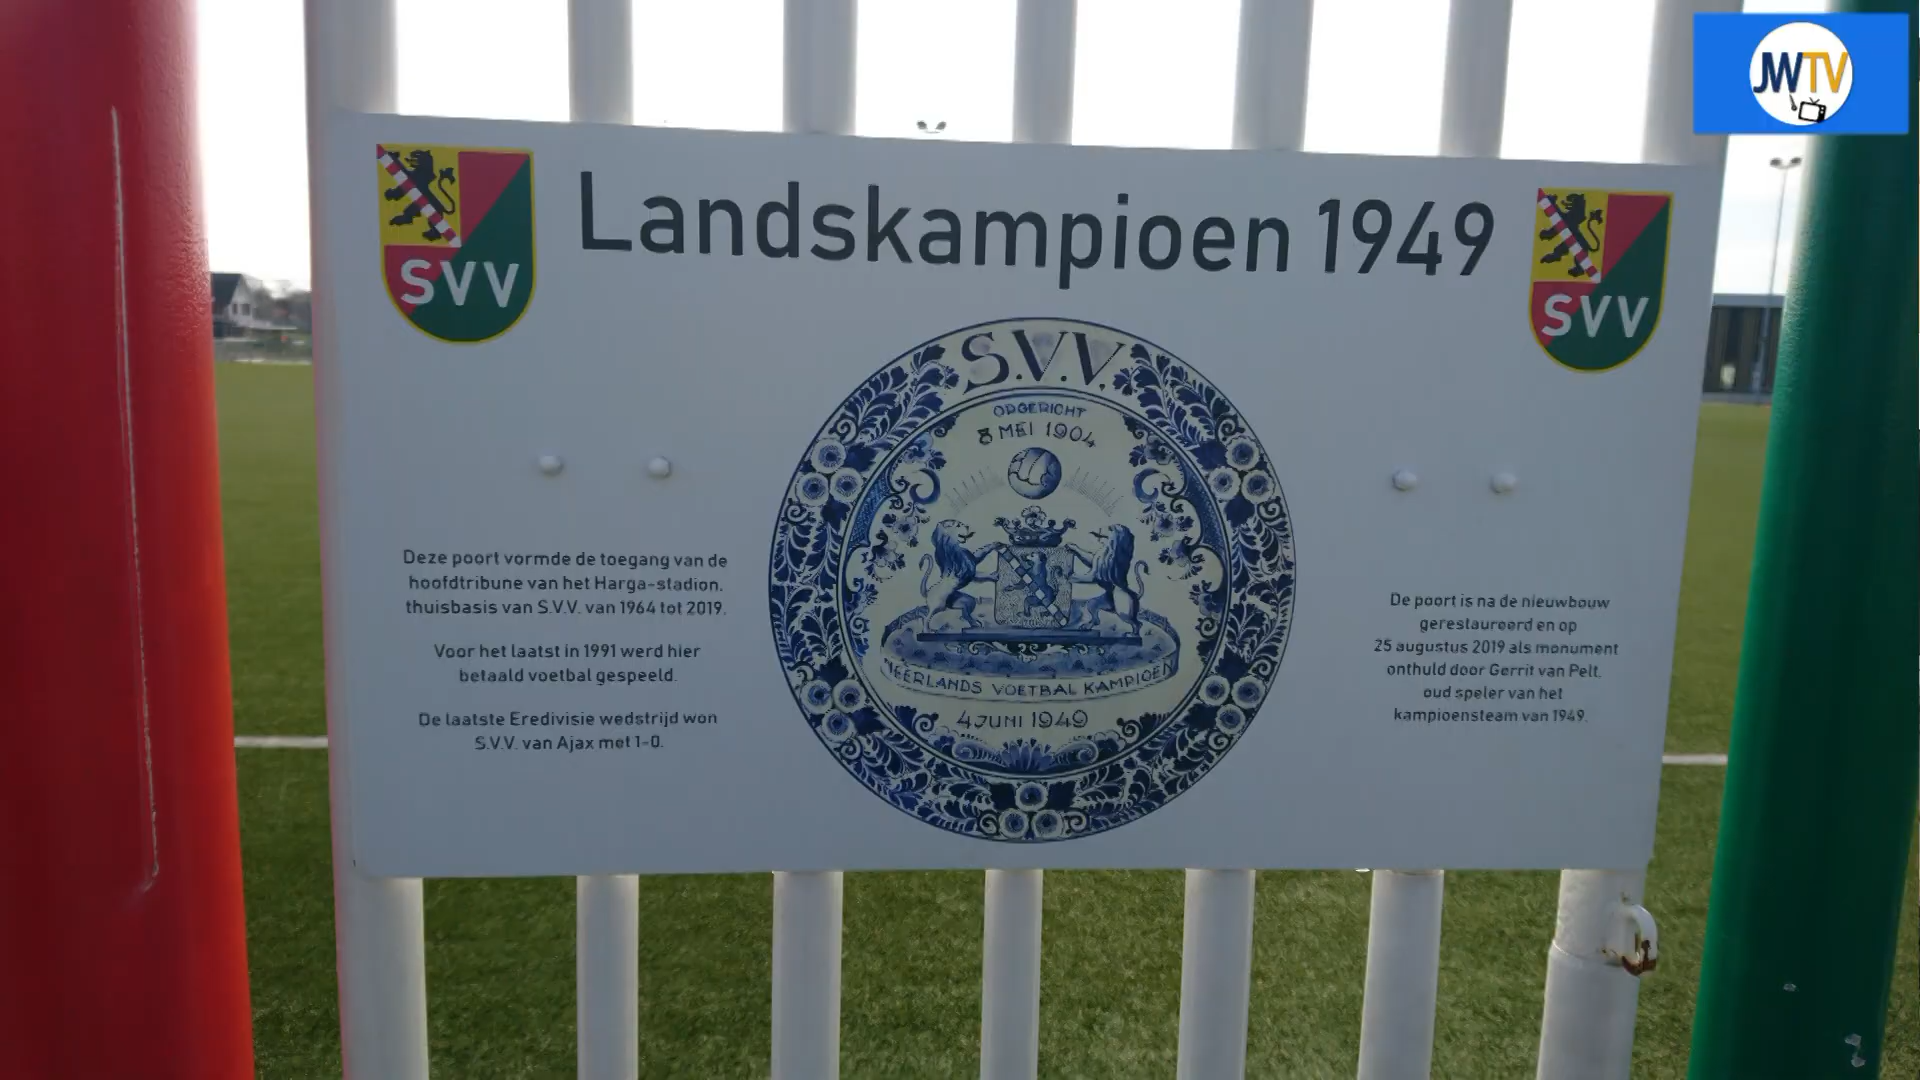 JWTV
Landskampioen 1949
SVV
SVV
S.V.V.
OPGERICHT
8 MEI 1904
NEERLANDS VOETBAL KAMPIOEN
4 JUNI 1949
Deze poort vormde de toegang van de
hoofdtribune van het Harga-stadion,
thuisbasis van S.V.V. van 1964 tot 2019.
Voor het laatst in 1991 werd hier
betaald voetbal gespeeld.
De laatste Eredivisie wedstrijd won
S.V.V. van Ajax met 1-0.
De poort is na de nieuwbouw
gerestaureerd en op
25 augustus 2019 als monument
onthuld door Gerrit van Pelt,
oud speler van het
kampioensteam van 1949.